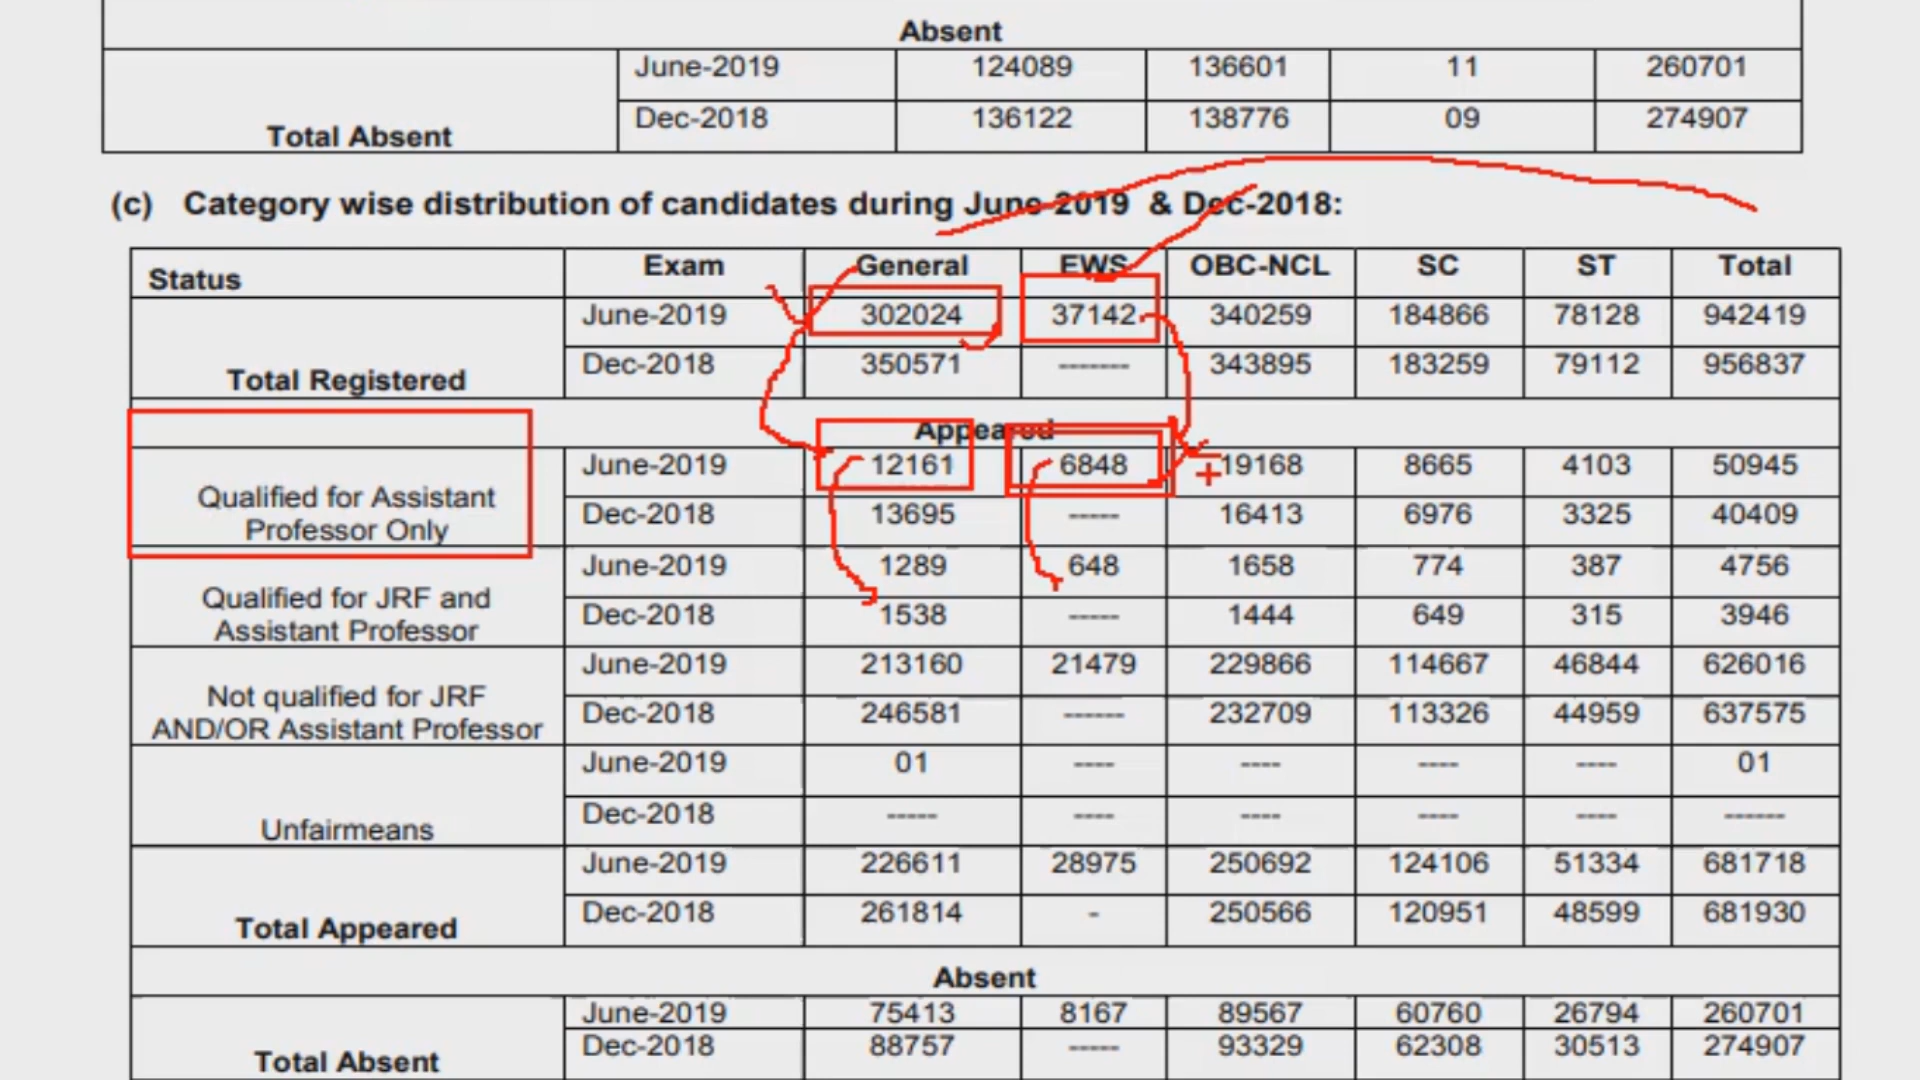 Absent
Total Absent June-2019 124089 136601 11 260701
Dec-2018 136122 138776 09 274907
(c) Category wise distribution of candidates during June 2019 & Dec-2018:
Status Exam General EWS OBC-NCL SC ST Total
Total Registered June-2019 302024 37142 340259 184866 78128 942419
Dec-2018 350571 ------- 343895 183259 79112 956837
Appeared
Qualified for Assistant Professor Only June-2019 12161 6848 19168 8665 4103 50945
Dec-2018 13695 ----- 16413 6976 3325 40409
Qualified for JRF and Assistant Professor June-2019 1289 648 1658 774 387 4756
Dec-2018 1538 ----- 1444 649 315 3946
Not qualified for JRF AND/OR Assistant Professor June-2019 213160 21479 229866 114667 46844 626016
Dec-2018 246581 ------ 232709 113326 44959 637575
Unfairmeans June-2019 01 ---- ---- ---- ---- 01
Dec-2018 ----- ---- ---- ---- ---- ------
Total Appeared June-2019 226611 28975 250692 124106 51334 681718
Dec-2018 261814 - 250566 120951 48599 681930
Absent
Total Absent June-2019 75413 8167 89567 60760 26794 260701
Dec-2018 88757 ----- 93329 62308 30513 274907